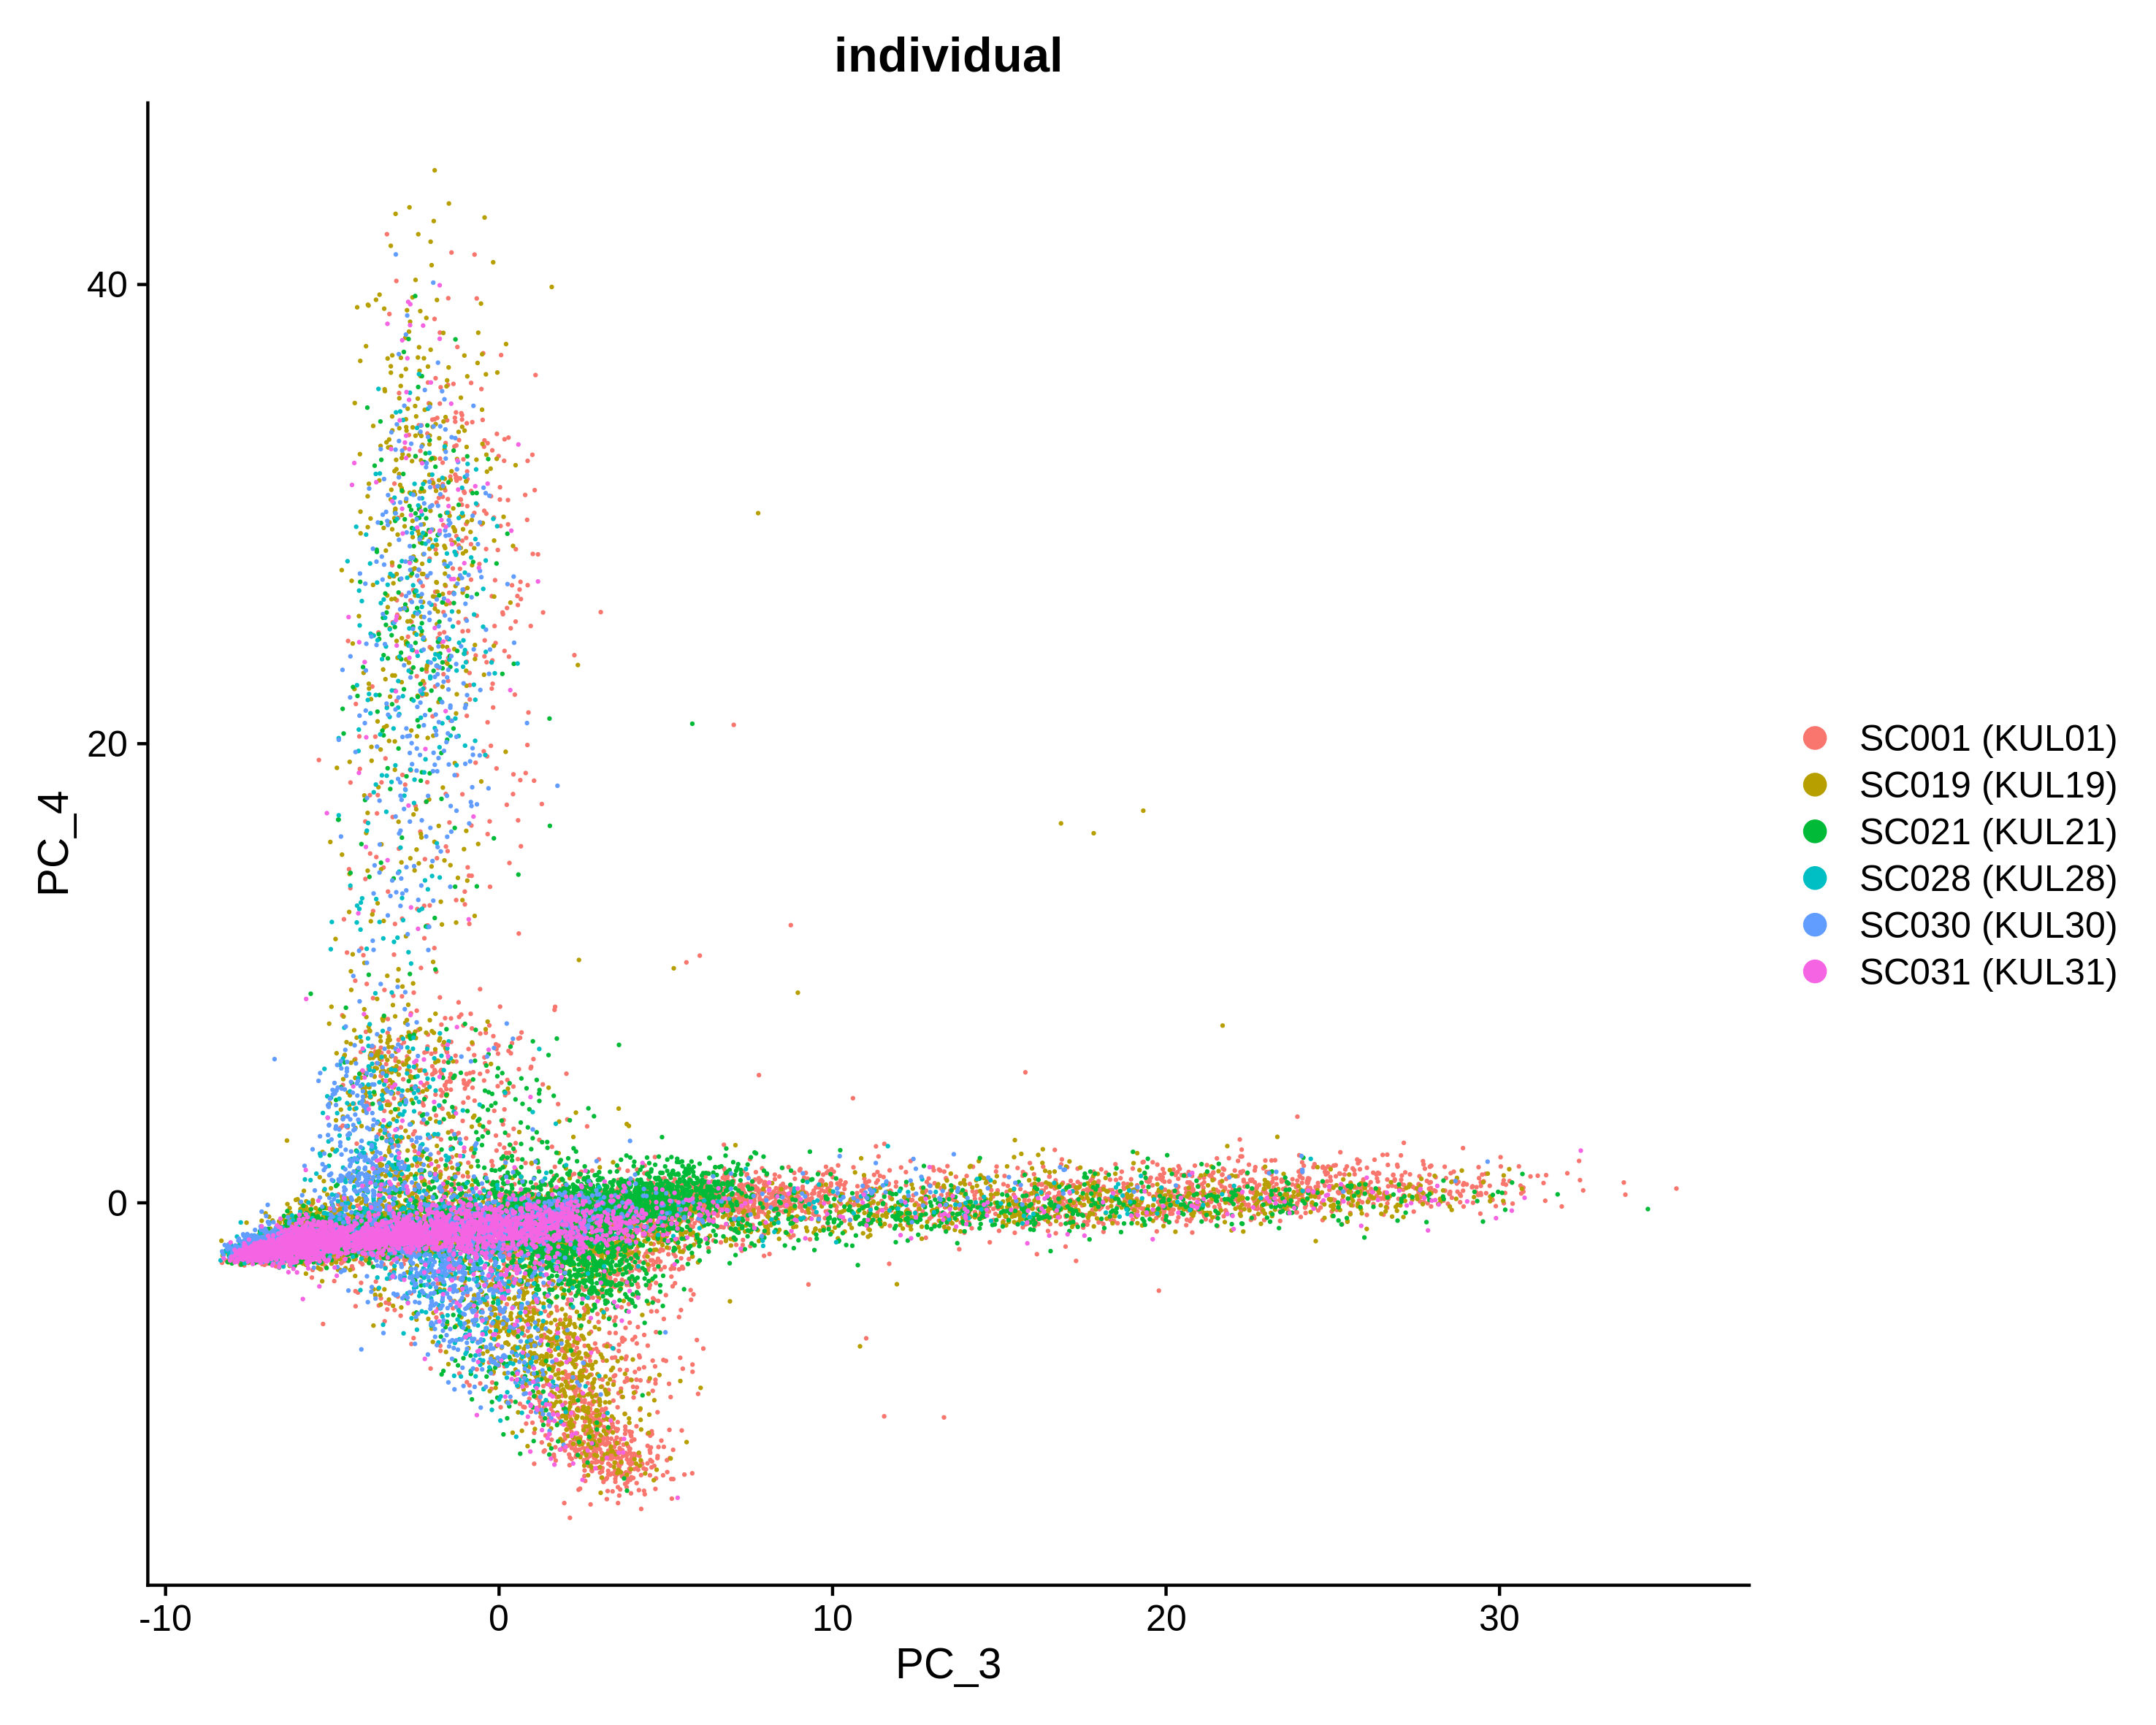 individual
PC_4
40
20
0
-10 0 10 20 30
PC_3
SC001 (KUL01)
SC019 (KUL19)
SC021 (KUL21)
SC028 (KUL28)
SC030 (KUL30)
SC031 (KUL31)